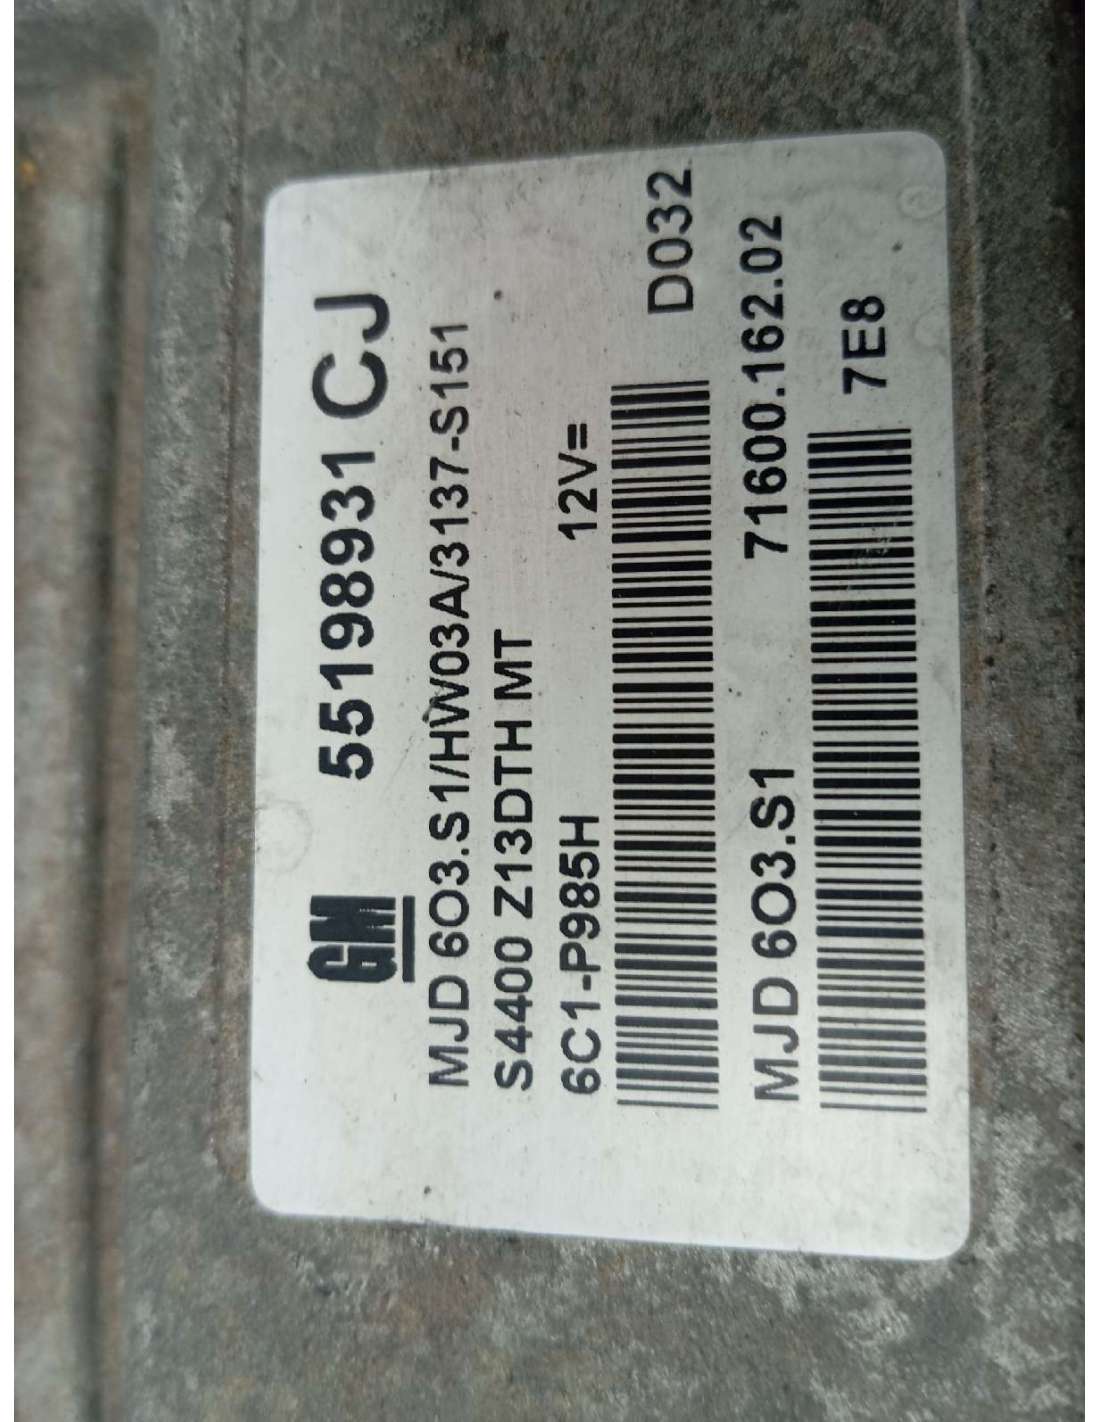 GM 55198931 CJ
MJD 6O3.S1/HW03A/3137-S151
S4400 Z13DTH MT
6C1-P985H 12V=
D032
MJD 6O3.S1 71600.162.02
7E8